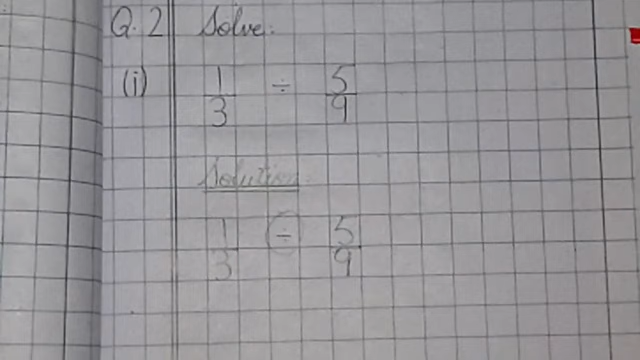 Q. 2 Solve:
(i) 1/3 ÷ 5/9
Solution:
1/3 ÷ 5/9